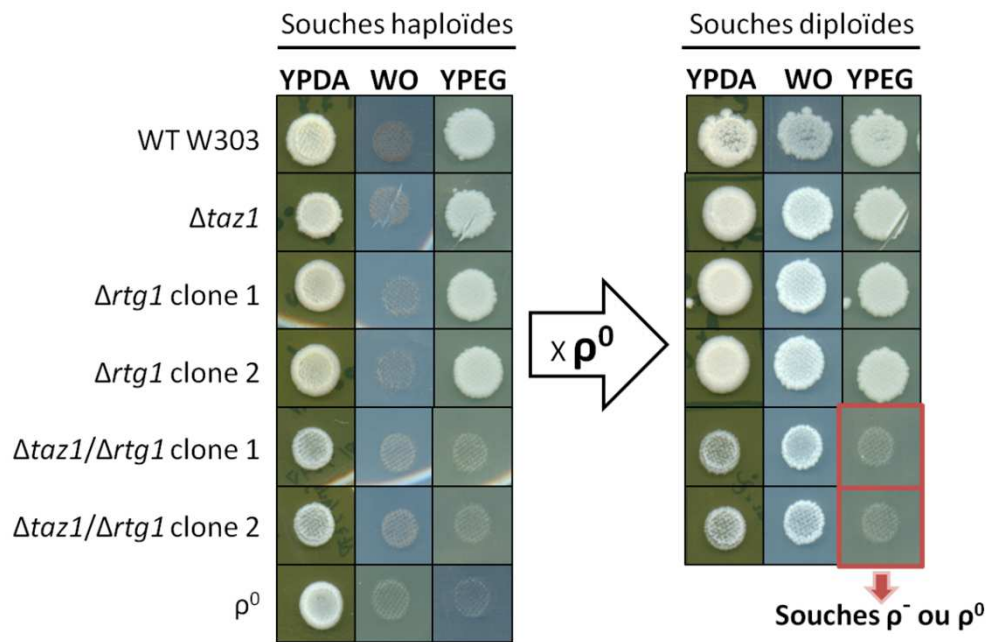 Souches haploïdes
Souches diploïdes
YPDA WO YPEG
YPDA WO YPEG
WT W303
Δtaz1
Δrtg1 clone 1
Δrtg1 clone 2
Δtaz1/Δrtg1 clone 1
Δtaz1/Δrtg1 clone 2
ρ⁰
x ρ⁰
Souches ρ⁻ ou ρ⁰